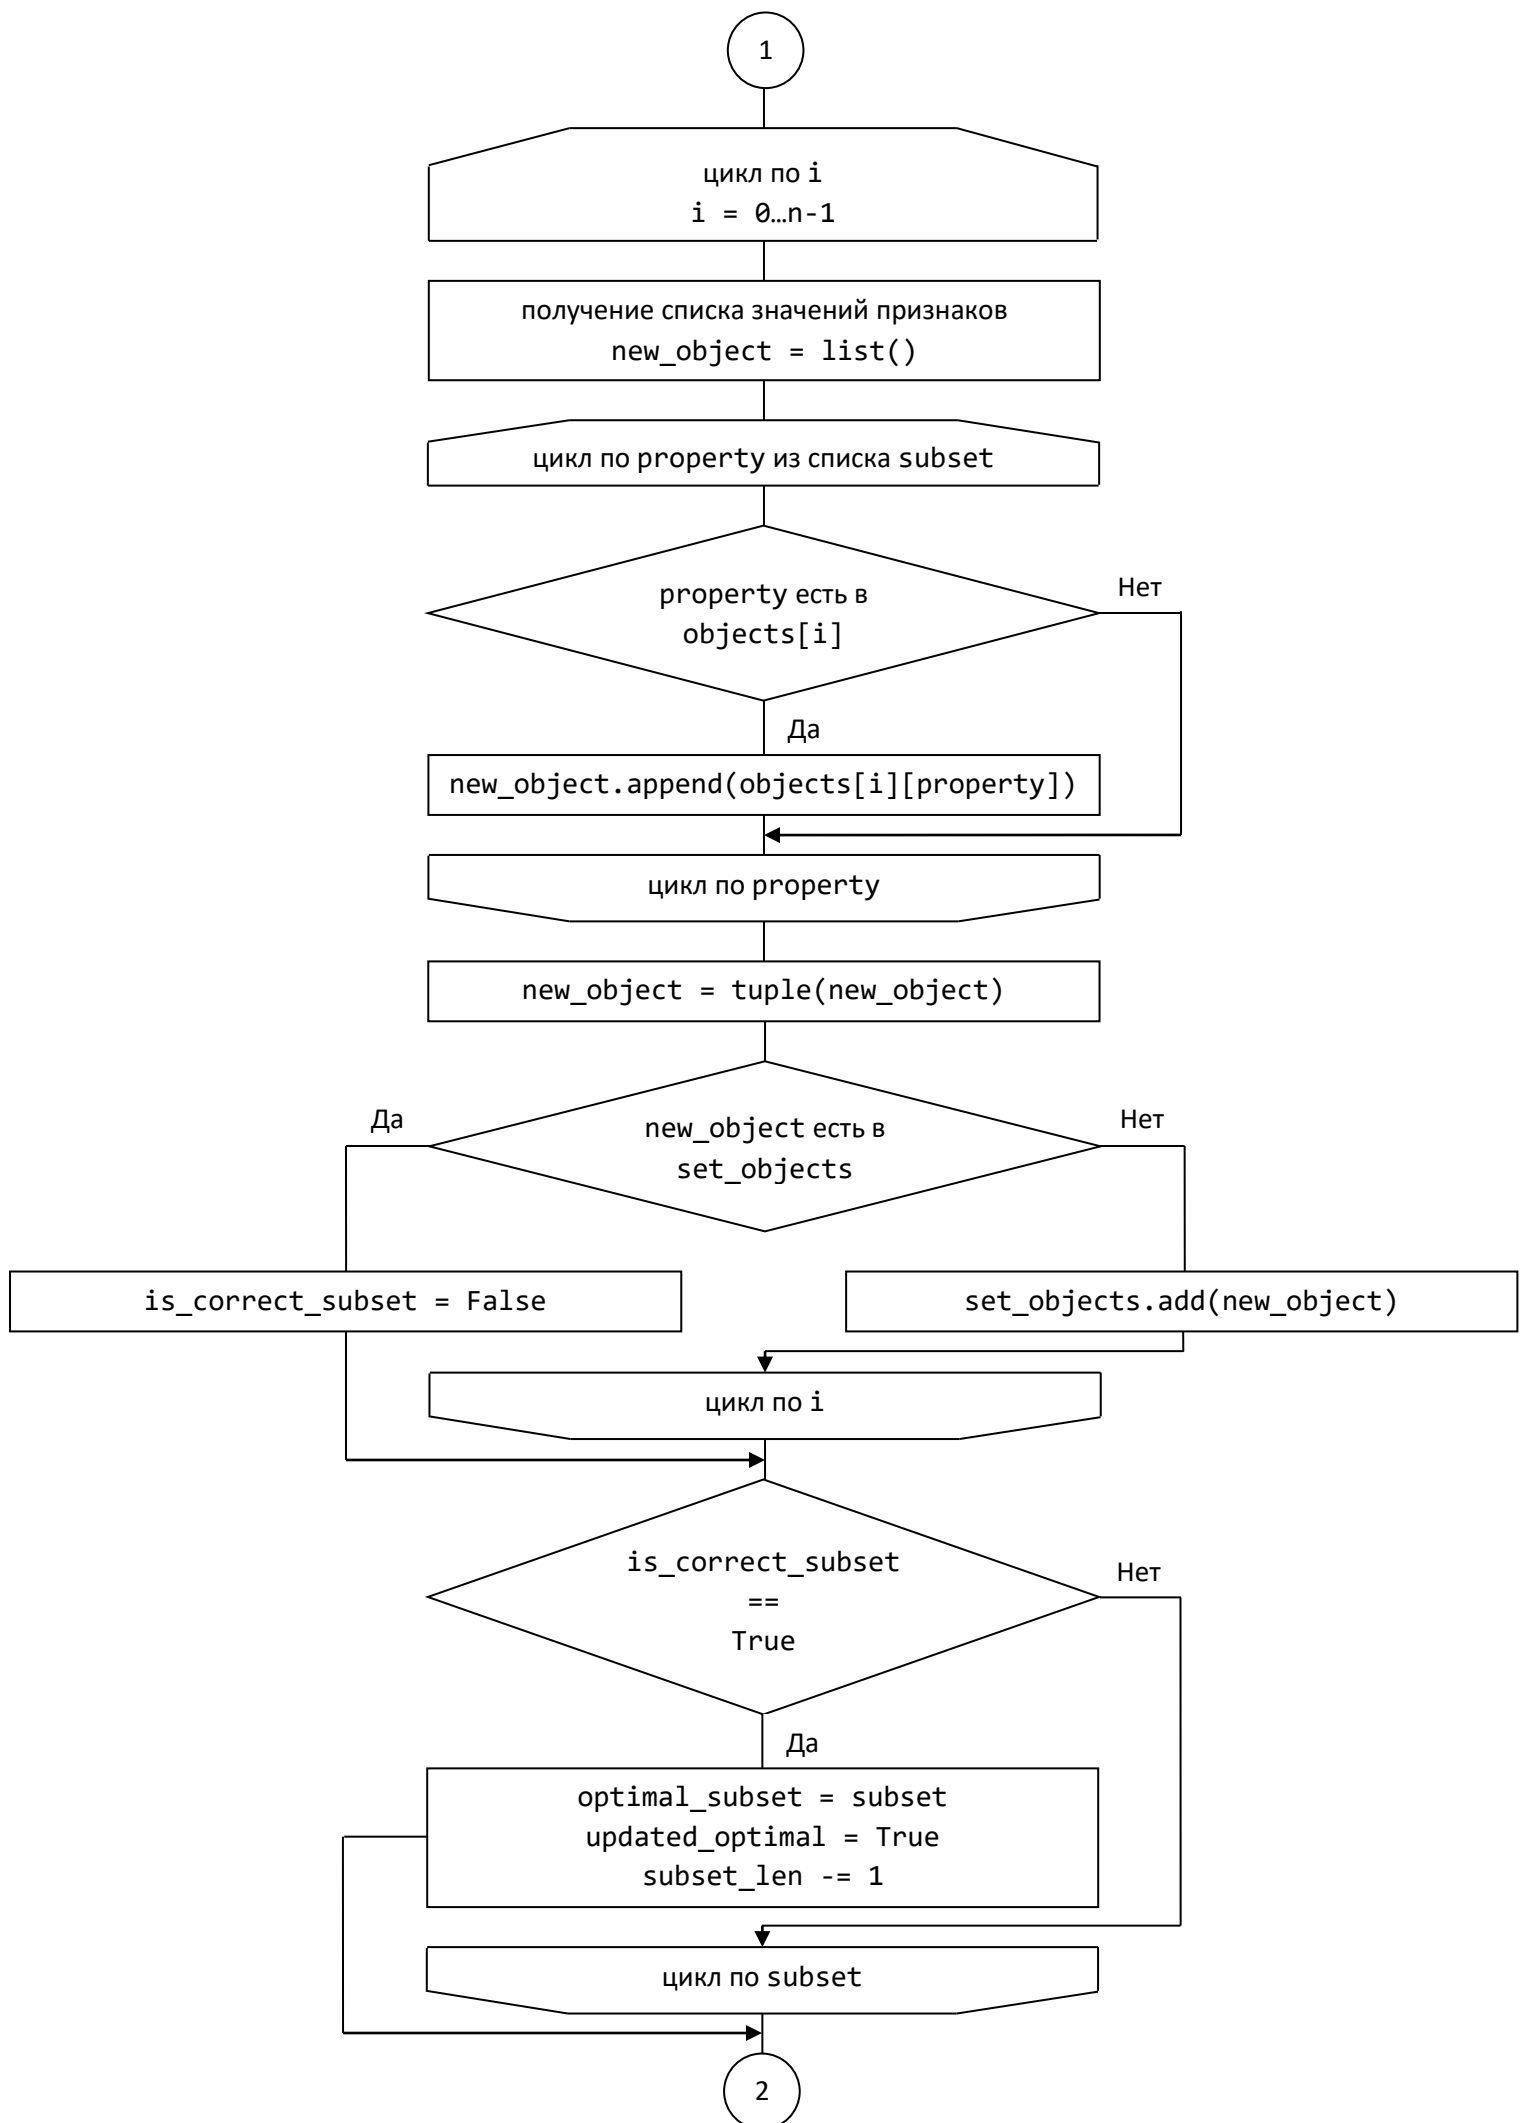 1
цикл по i
i = 0…n-1
получение списка значений признаков
new_object = list()
цикл по property из списка subset
property есть в
objects[i]
Нет
Да
new_object.append(objects[i][property])
цикл по property
new_object = tuple(new_object)
Да
new_object есть в
set_objects
Нет
is_correct_subset = False
set_objects.add(new_object)
цикл по i
is_correct_subset
==
True
Нет
Да
optimal_subset = subset
updated_optimal = True
subset_len -= 1
цикл по subset
2